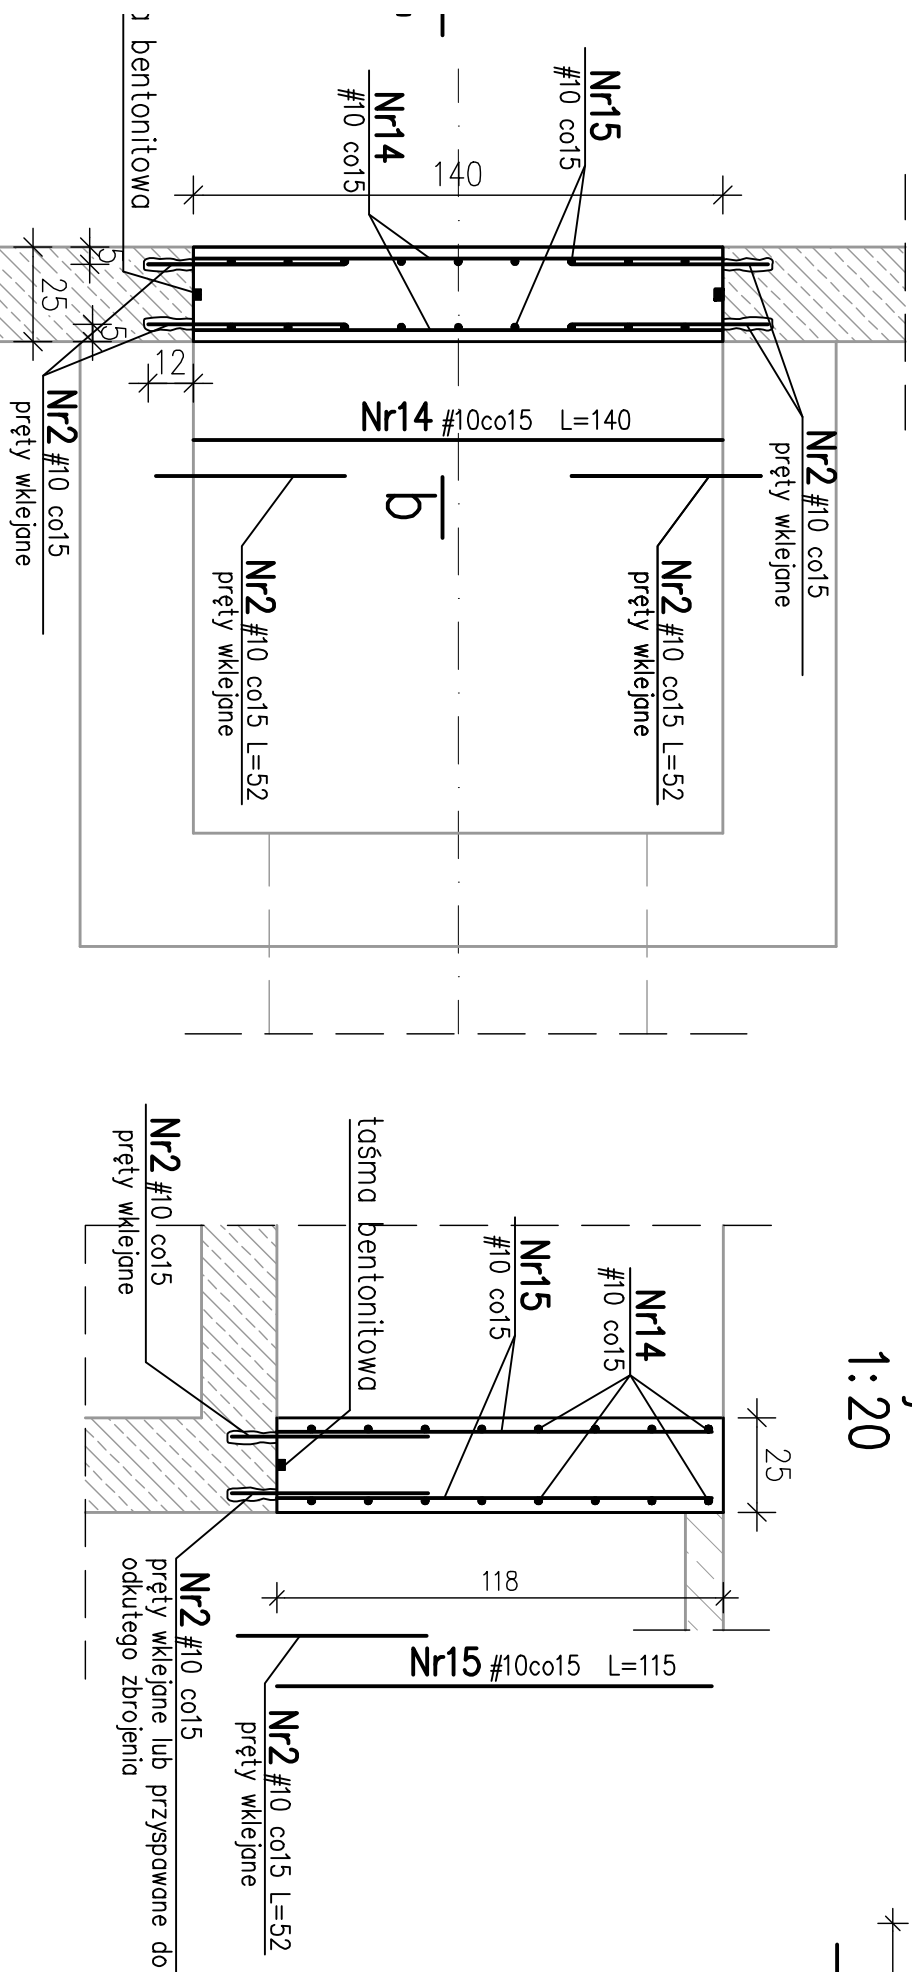 bentonitowa
Nr14
#10 co15
Nr15
#10 co15
140
5
25
5
12
Nr14 #10co15 L=140
Nr2 #10 co15
pręty wklejane
Nr2 #10 co15
pręty wklejane
b
Nr2 #10 co15 L=52
pręty wklejane
Nr2 #10 co15 L=52
pręty wklejane
Nr2 #10 co15
pręty wklejane
taśma bentonitowa
Nr15
#10 co15
Nr14
#10 co15
1:20
25
118
Nr15 #10co15 L=115
Nr2 #10 co15
pręty wklejane lub przyspawane do
odkutego zbrojenia
Nr2 #10 co15 L=52
pręty wklejane